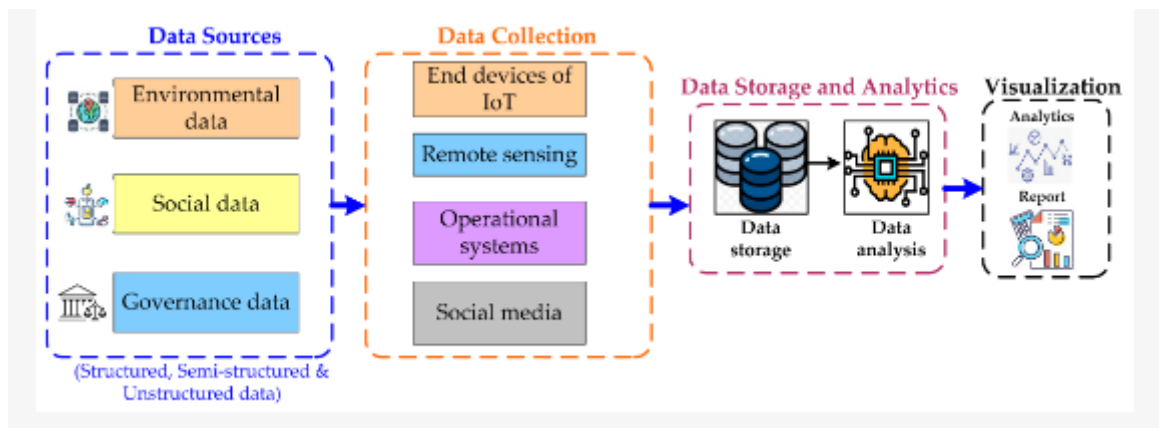 Data Sources
Environmental
data
Social data
Governance data
(Structured, Semi-structured &
Unstructured data)
Data Collection
End devices of
IoT
Remote sensing
Operational
systems
Social media
Data Storage and Analytics
Data
storage
Data
analysis
Visualization
Analytics
Report